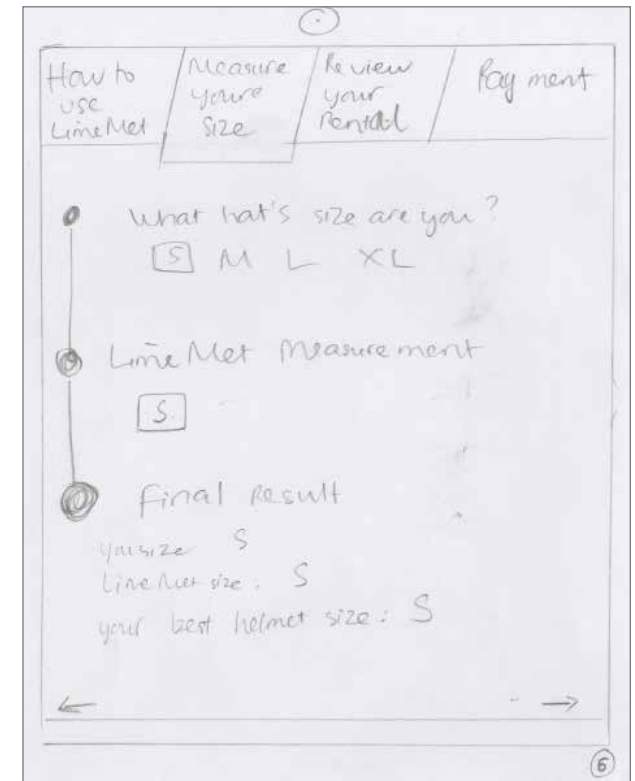 How to
use
LimeMet
Measure
youre
Size
Review
your
Rental
Payment
What hat's size are you?
S M L XL
LimeMet Measurement
S
Final Result
size S
LimeMet size: S
your best helmet size: S
6